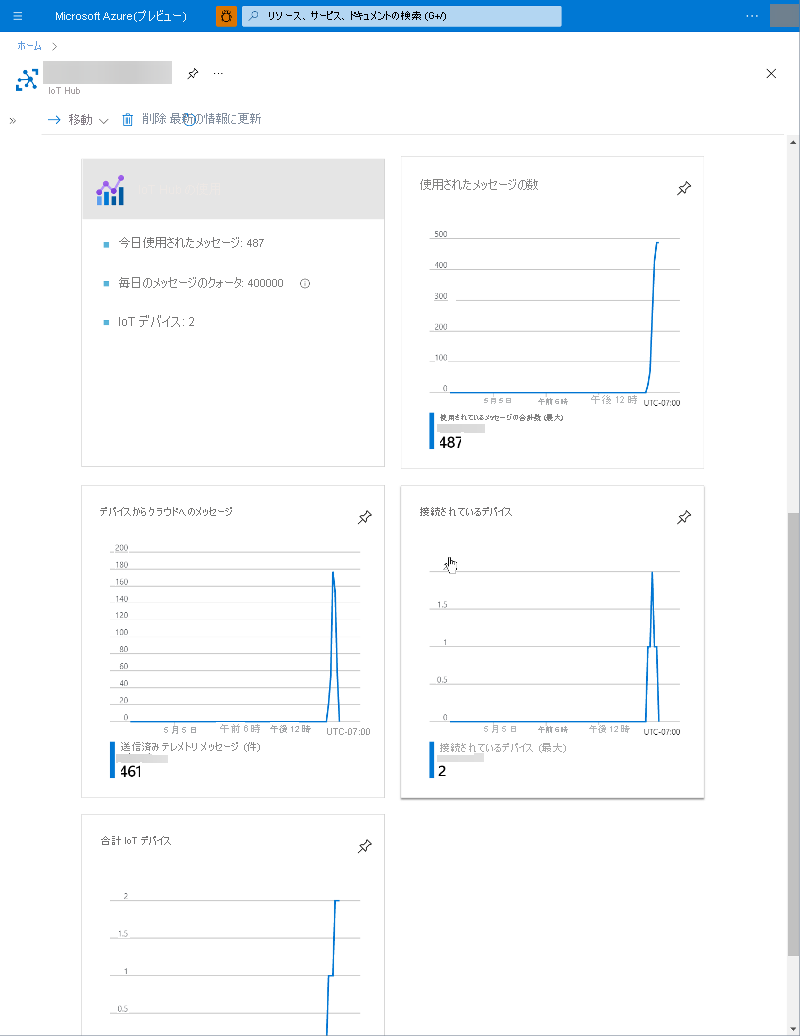 Microsoft Azure(プレビュー)
リソース、サービス、ドキュメントの検索 (G+/)
ホーム
IoT Hub
移動
削除 最新の情報に更新
今日使用されたメッセージ: 487
毎日のメッセージのクォータ: 400000
IoT デバイス: 2
使用されたメッセージの数
500
400
300
200
100
0
5月5日 午前6時 午後12時 UTC-07:00
使用されているメッセージの合計数 (最大)
487
デバイスからクラウドへのメッセージ
200
180
160
140
120
100
80
60
40
20
0
5月5日 午前6時 午後12時 UTC-07:00
送信済みテレメトリ メッセージ (件)
461
接続されているデバイス
1.5
1
0.5
0
5月5日 午前6時 午後12時 UTC-07:00
接続されているデバイス (最大)
2
合計 IoT デバイス
2
1.5
1
0.5